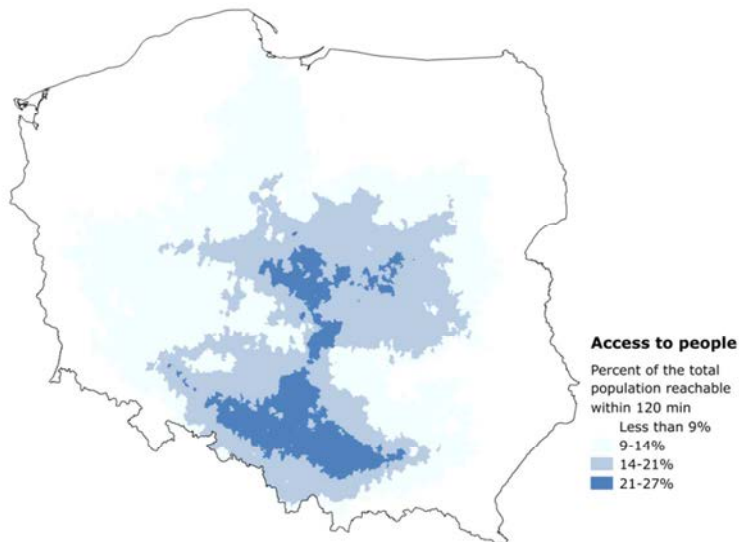 Access to people
Percent of the total
population reachable
within 120 min
Less than 9%
9-14%
14-21%
21-27%